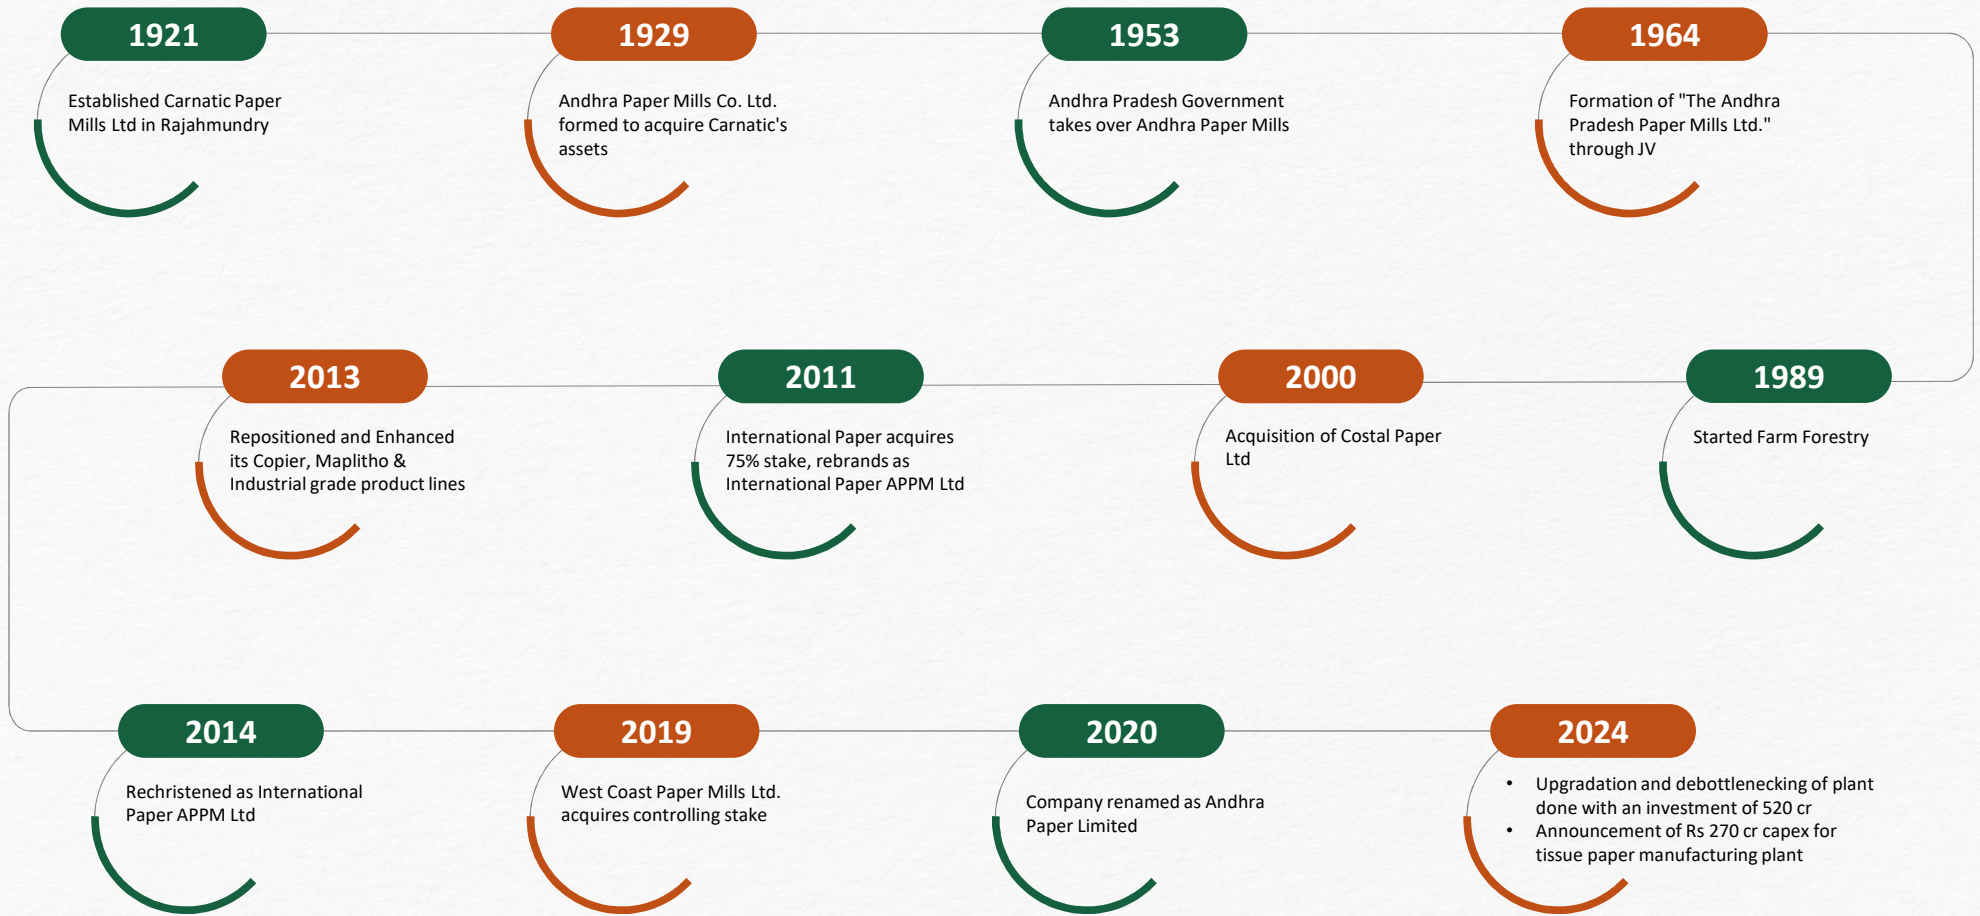 1921
Established Carnatic Paper
Mills Ltd in Rajahmundry
1929
Andhra Paper Mills Co. Ltd.
formed to acquire Carnatic's
assets
1953
Andhra Pradesh Government
takes over Andhra Paper Mills
1964
Formation of "The Andhra
Pradesh Paper Mills Ltd."
through JV
1989
Started Farm Forestry
2000
Acquisition of Costal Paper
Ltd
2011
International Paper acquires
75% stake, rebrands as
International Paper APPM Ltd
2013
Repositioned and Enhanced
its Copier, Maplitho &
Industrial grade product lines
2014
Rechristened as International
Paper APPM Ltd
2019
West Coast Paper Mills Ltd.
acquires controlling stake
2020
Company renamed as Andhra
Paper Limited
2024
• Upgradation and debottlenecking of plant
done with an investment of 520 cr
• Announcement of Rs 270 cr capex for
tissue paper manufacturing plant